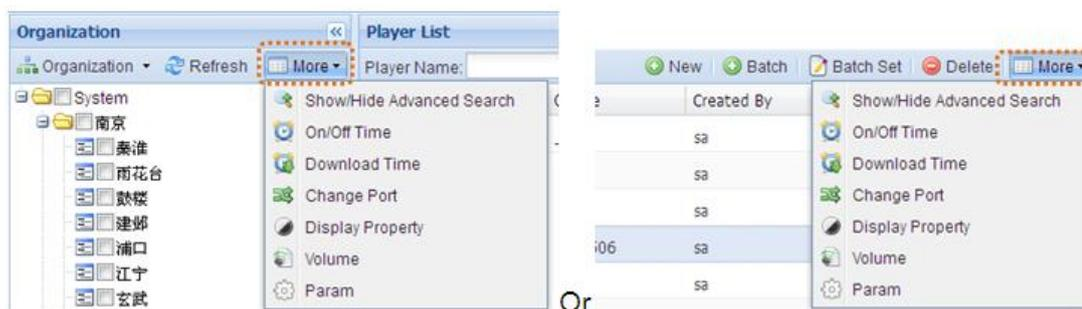 Organization
Player List
Organization Refresh More Player Name:
System
南京
秦淮
雨花台
鼓楼
建邺
浦口
江宁
玄武
Show/Hide Advanced Search
On/Off Time
Download Time
Change Port
Display Property
Volume
Param
Or
New Batch Batch Set Delete More
Created By
sa
sa
sa
506 sa
sa
Show/Hide Advanced Search
On/Off Time
Download Time
Change Port
Display Property
Volume
Param